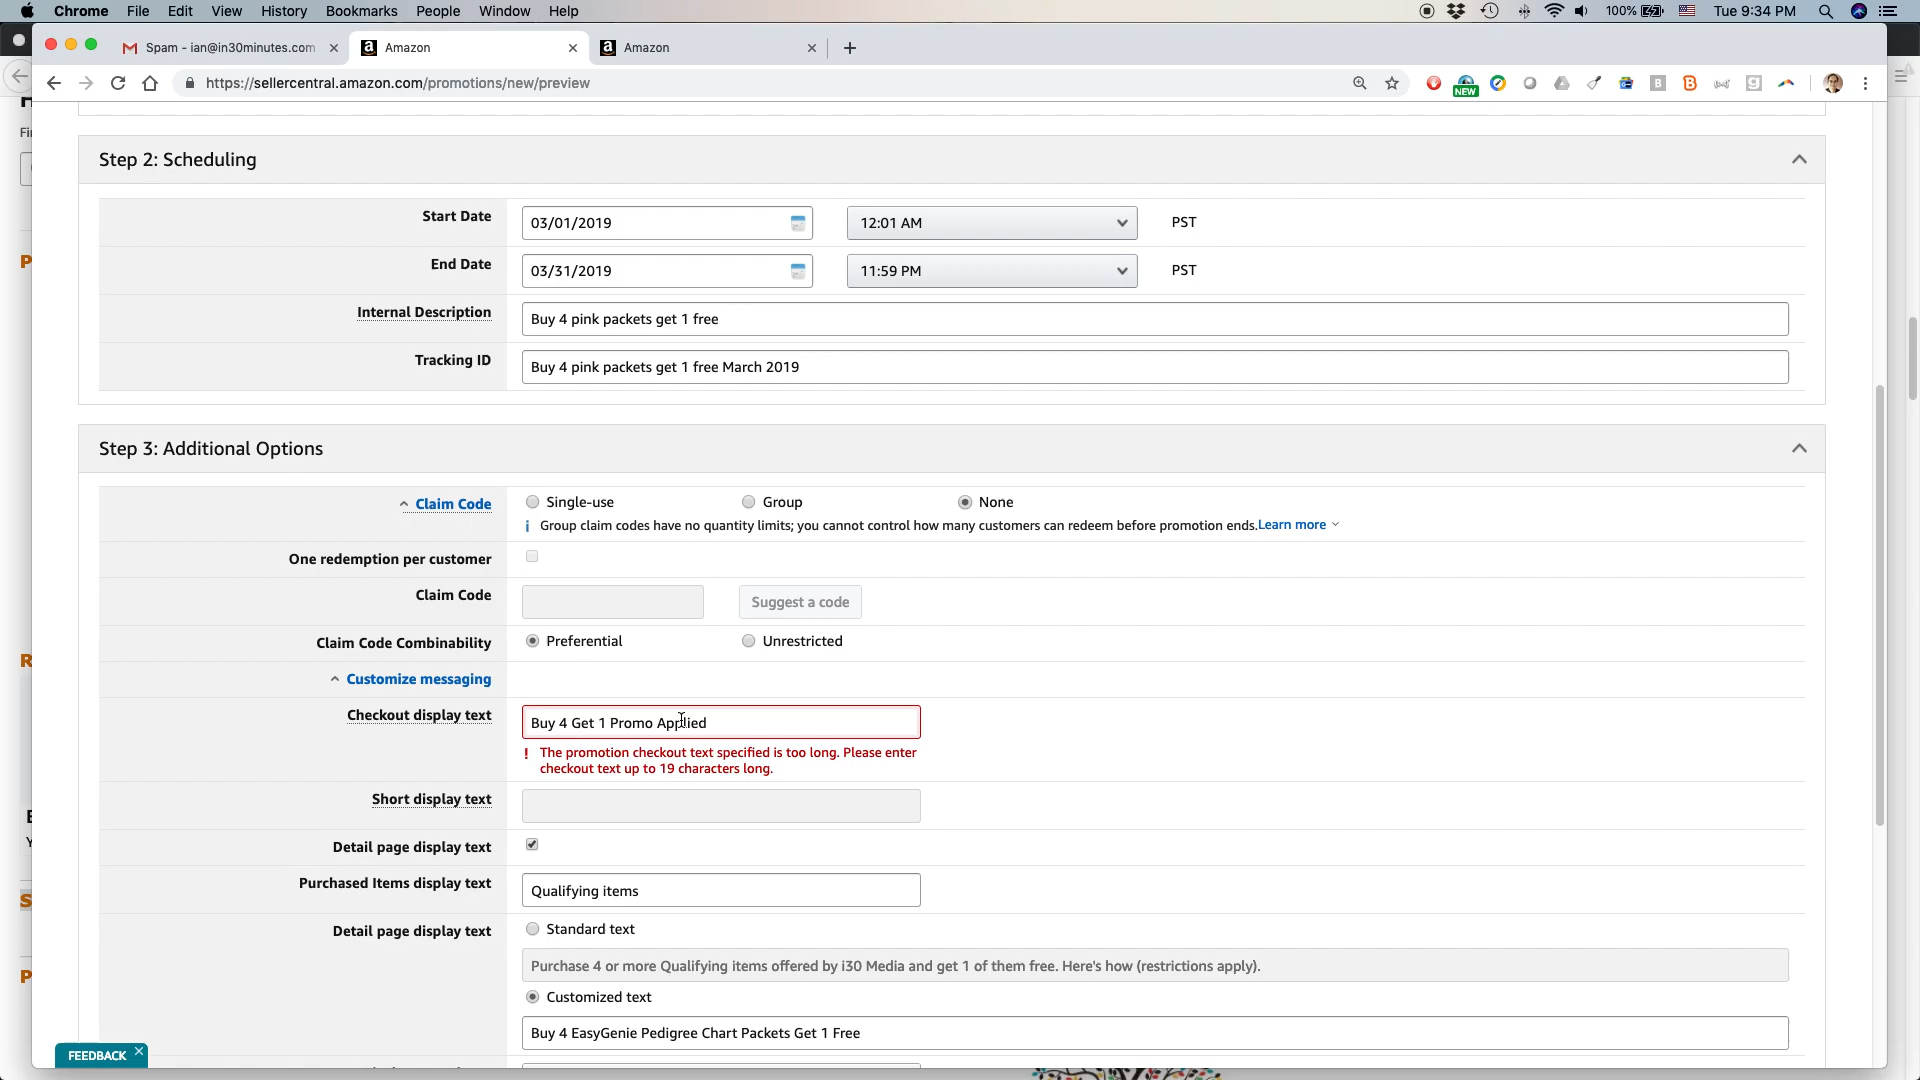 Chrome File Edit View History Bookmarks People Window Help 100% Tue 9:34 PM
Spam - ian@in30minutes.com Amazon Amazon
https://sellercentral.amazon.com/promotions/new/preview
NEW
Step 2: Scheduling
Start Date 03/01/2019 12:01 AM PST
End Date 03/31/2019 11:59 PM PST
Internal Description Buy 4 pink packets get 1 free
Tracking ID Buy 4 pink packets get 1 free March 2019
Step 3: Additional Options
Claim Code Single-use Group None
Group claim codes have no quantity limits; you cannot control how many customers can redeem before promotion ends. Learn more
One redemption per customer
Claim Code Suggest a code
Claim Code Combinability Preferential Unrestricted
Customize messaging
Checkout display text Buy 4 Get 1 Promo Applied
! The promotion checkout text specified is too long. Please enter
checkout text up to 19 characters long.
Short display text
Detail page display text
Purchased Items display text Qualifying items
Detail page display text Standard text
Purchase 4 or more Qualifying items offered by i30 Media and get 1 of them free. Here's how (restrictions apply).
Customized text
Buy 4 EasyGenie Pedigree Chart Packets Get 1 Free
FEEDBACK